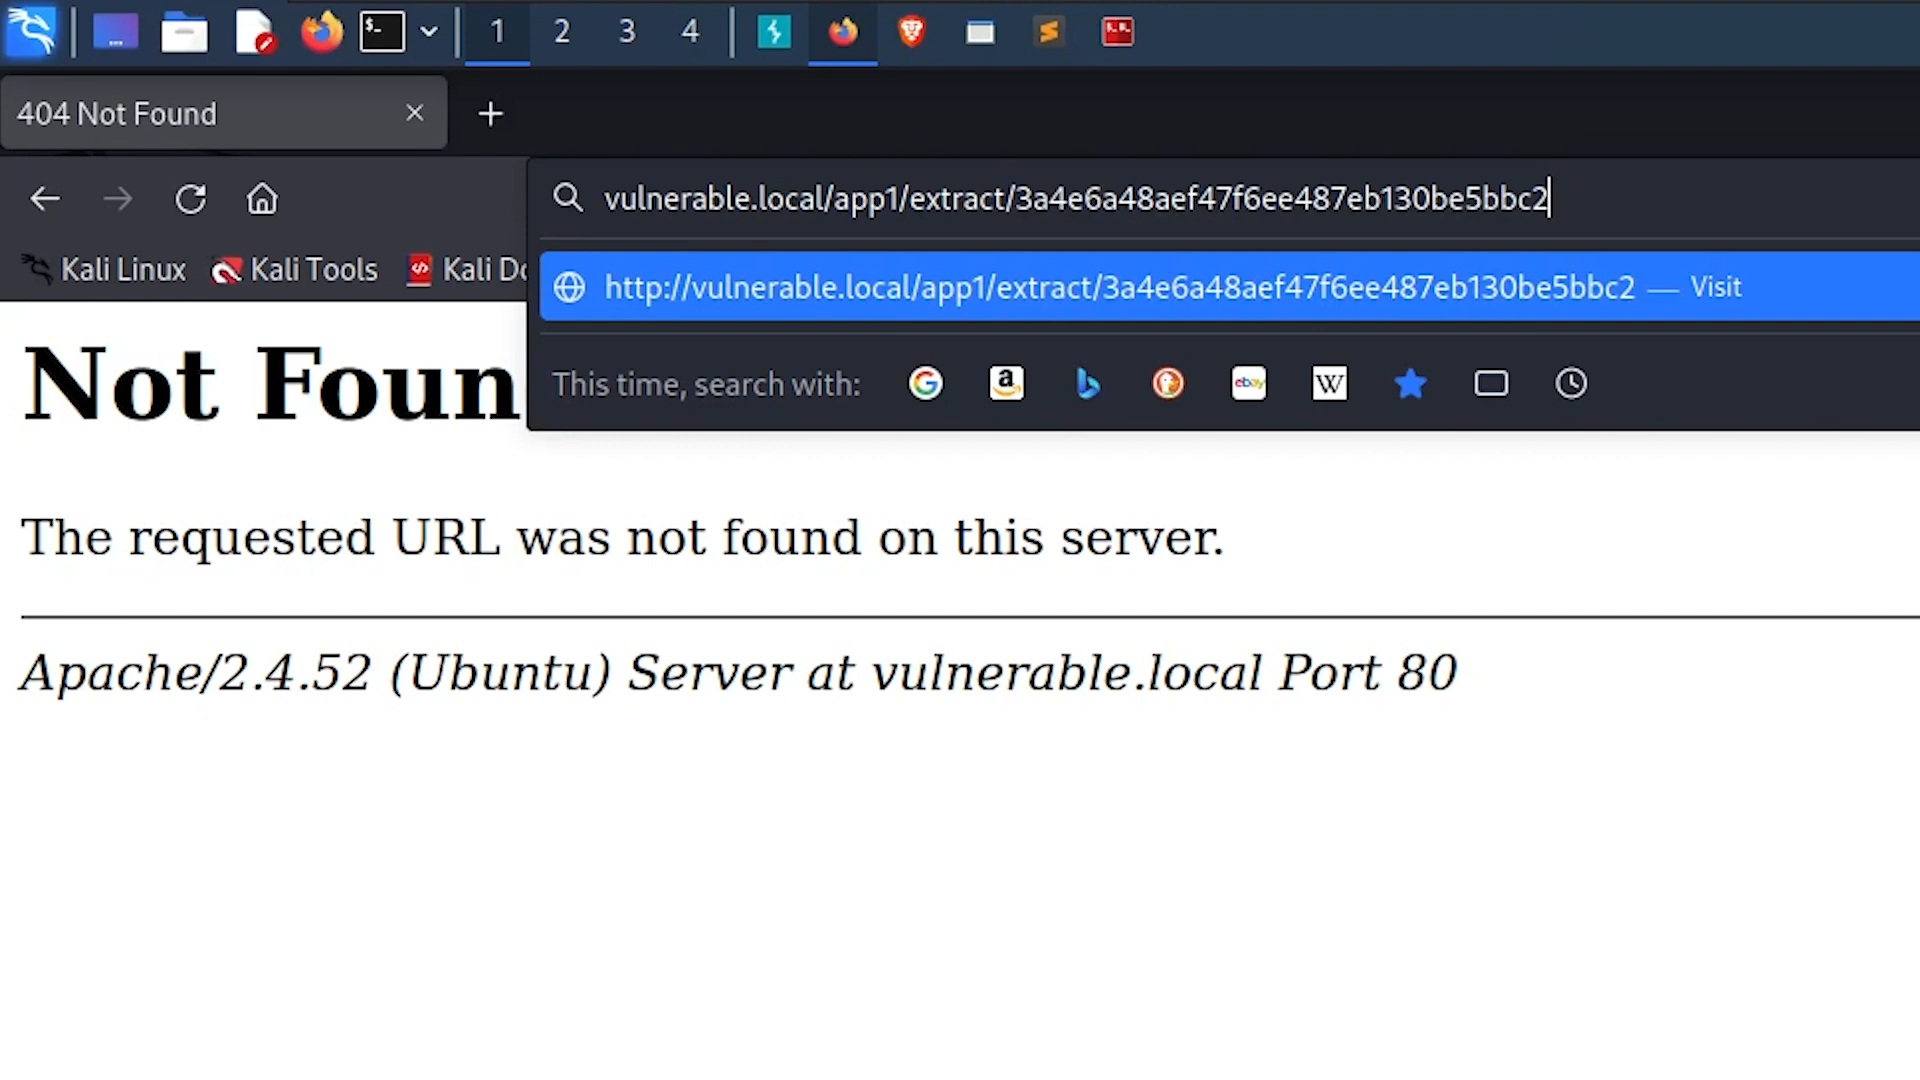 $-
1 2 3 4
404 Not Found
vulnerable.local/app1/extract/3a4e6a48aef47f6ee487eb130be5bbc2
Kali Linux Kali Tools Kali Do
http://vulnerable.local/app1/extract/3a4e6a48aef47f6ee487eb130be5bbc2 — Visit
This time, search with: G a b ebay W
Not Foun
The requested URL was not found on this server.
Apache/2.4.52 (Ubuntu) Server at vulnerable.local Port 80